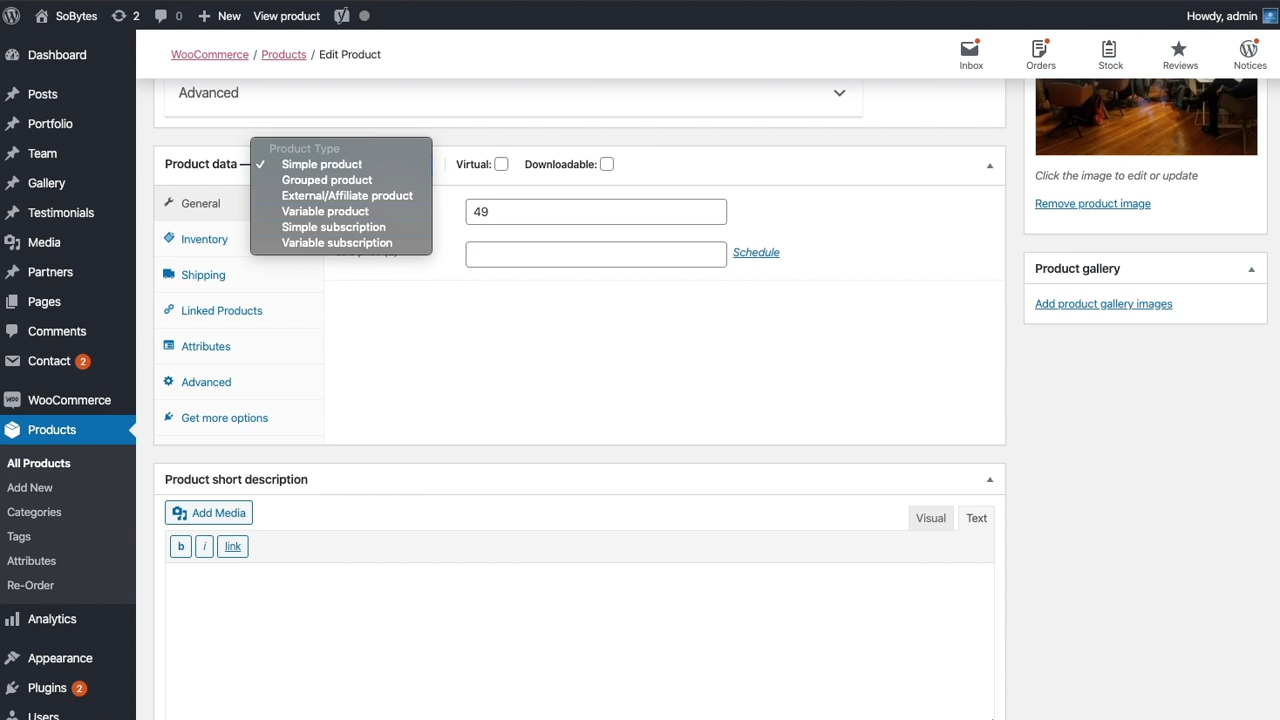 SoBytes 2 0 New View product Howdy, admin
WooCommerce / Products / Edit Product
Inbox Orders Stock Reviews Notices
Dashboard
Posts
Portfolio
Team
Gallery
Testimonials
Media
Partners
Pages
Comments
Contact 2
WooCommerce
Products
All Products
Add New
Categories
Tags
Attributes
Re-Order
Analytics
Appearance
Plugins 2
Users
Advanced
Product data —
Product Type
✓ Simple product
Grouped product
External/Affiliate product
Variable product
Simple subscription
Variable subscription
Virtual: Downloadable:
General
Inventory
Shipping
Linked Products
Attributes
Advanced
Get more options
49
Schedule
Product short description
Add Media
Visual Text
b i link
Click the image to edit or update
Remove product image
Product gallery
Add product gallery images